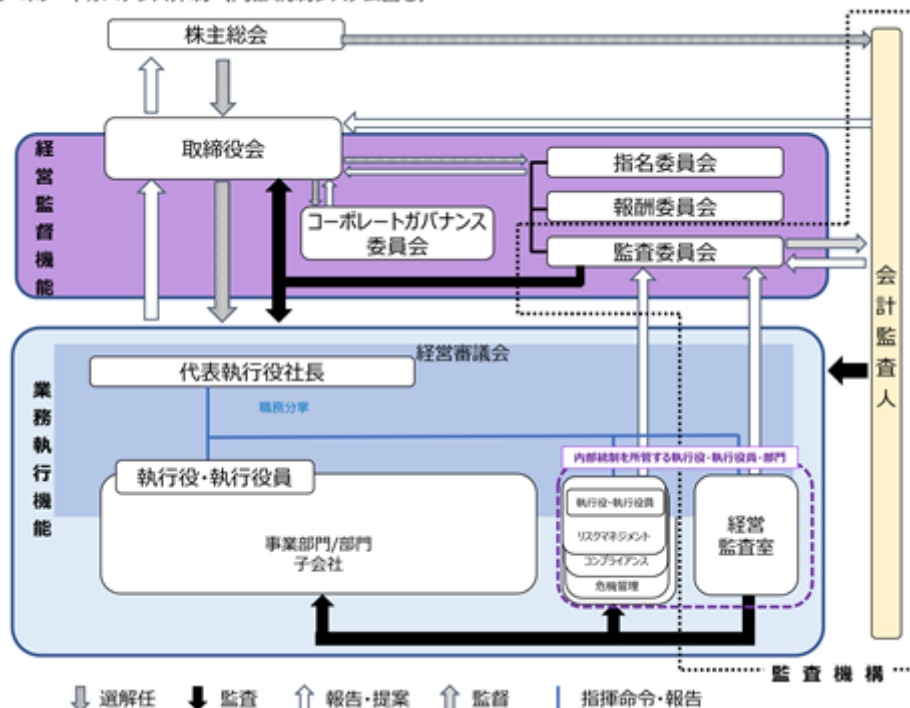 株主総会
取締役会
経営監督機能
指名委員会
報酬委員会
監査委員会
コーポレートガバナンス
委員会
会計監査人
経営審議会
代表執行役社長
職務分掌
業務執行機能
内部統制を所管する執行役・執行役員・部門
執行役・執行役員
事業部門/部門
子会社
執行役・執行役員
リスクマネジメント
コンプライアンス
危機管理
経営
監査室
監査機構
選解任
監査
報告・提案
監督
指揮命令・報告